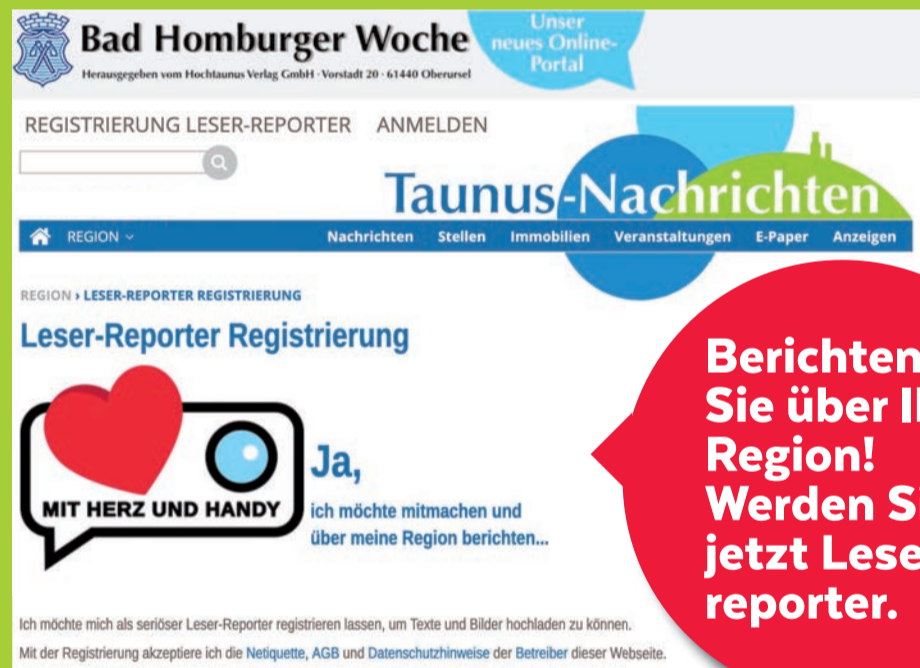 Bad Homburger Woche
Herausgegeben vom Hochtaunus Verlag GmbH · Vorstadt 20 · 61440 Oberursel
Unser
neues Online-
Portal
REGISTRIERUNG LESER-REPORTER ANMELDEN
Taunus-Nachrichten
REGION Nachrichten Stellen Immobilien Veranstaltungen E-Paper Anzeigen
REGION › LESER-REPORTER REGISTRIERUNG
Leser-Reporter Registrierung
MIT HERZ UND HANDY
Ja,
ich möchte mitmachen und
über meine Region berichten...
Berichten
Sie über
Region!
Werden
jetzt
reporter.
Ich möchte mich als seriöser Leser-Reporter registrieren lassen, um Texte und Bilder hochladen zu können.
Mit der Registrierung akzeptiere ich die Netiquette, AGB und Datenschutzhinweise der Betreiber dieser Webseite.